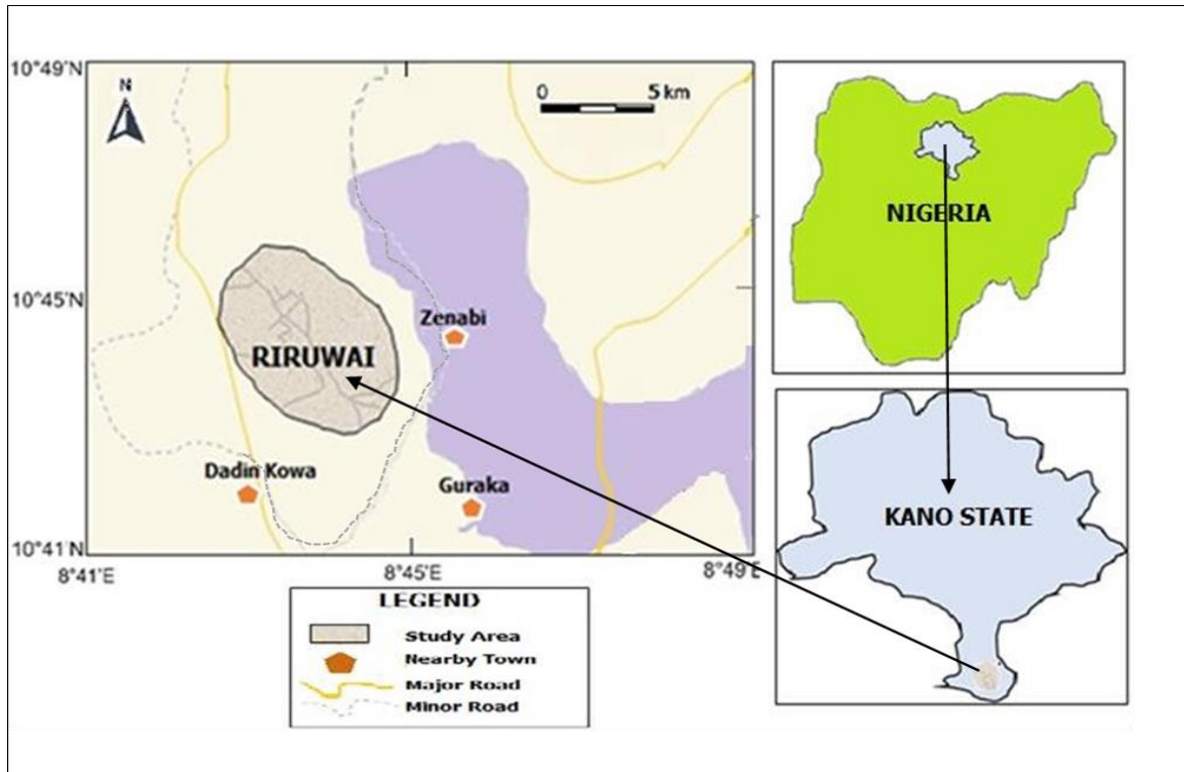 10°49'N
N
0 5 km
NIGERIA
10°45'N
Zenabi
RIRUWAI
Dadin Kowa
Guraka
KANO STATE
10°41'N
8°41'E 8°45'E 8°49'E
LEGEND
Study Area
Nearby Town
Major Road
Minor Road